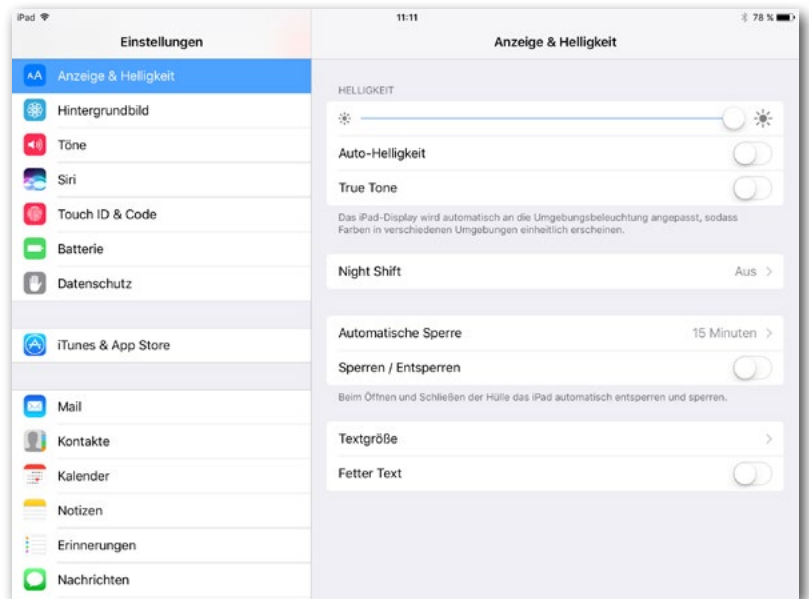 iPad
11:11
78 %
Einstellungen
Anzeige & Helligkeit
Hintergrundbild
Töne
Siri
Touch ID & Code
Batterie
Datenschutz
iTunes & App Store
Mail
Kontakte
Kalender
Notizen
Erinnerungen
Nachrichten
Anzeige & Helligkeit
HELLIGKEIT
Auto-Helligkeit
True Tone
Das iPad-Display wird automatisch an die Umgebungsbeleuchtung angepasst, sodass
Farben in verschiedenen Umgebungen einheitlich erscheinen.
Night Shift Aus
Automatische Sperre 15 Minuten
Sperren / Entsperren
Beim Öffnen und Schließen der Hülle das iPad automatisch entsperren und sperren.
Textgröße
Fetter Text